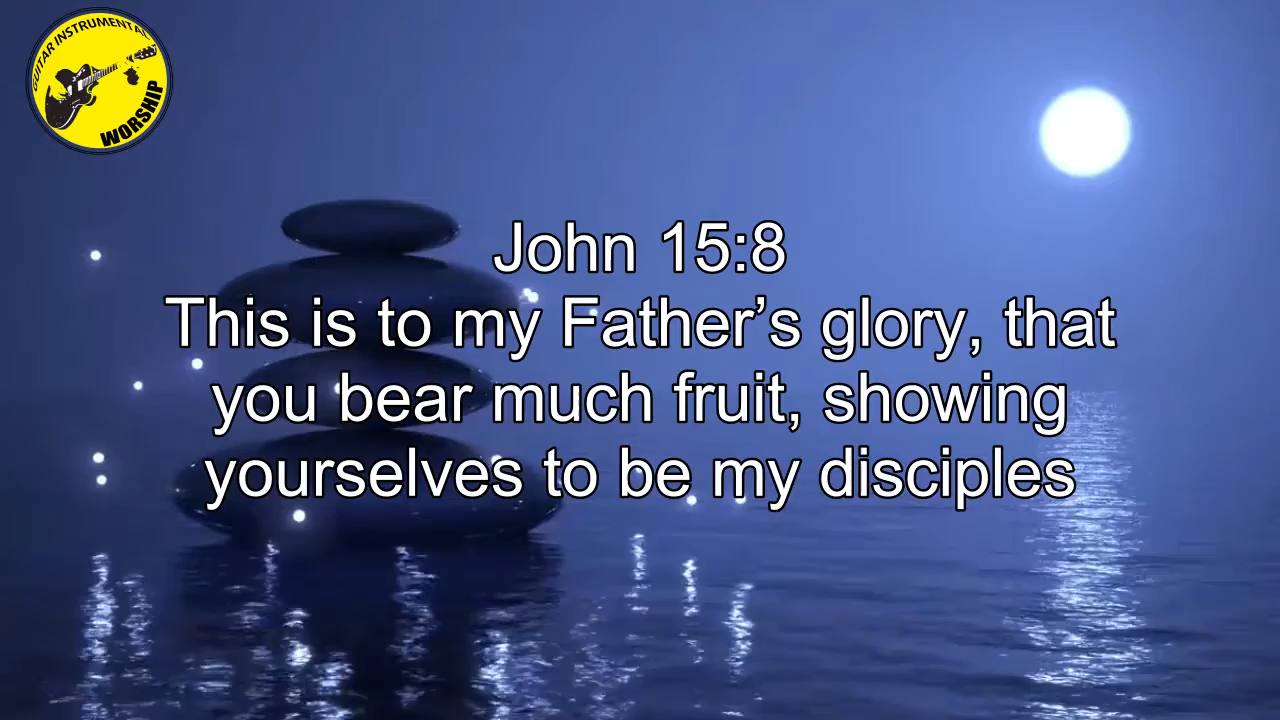 GUITAR INSTRUMENTAL
WORSHIP
John 15:8
This is to my Father’s glory, that
you bear much fruit, showing
yourselves to be my disciples